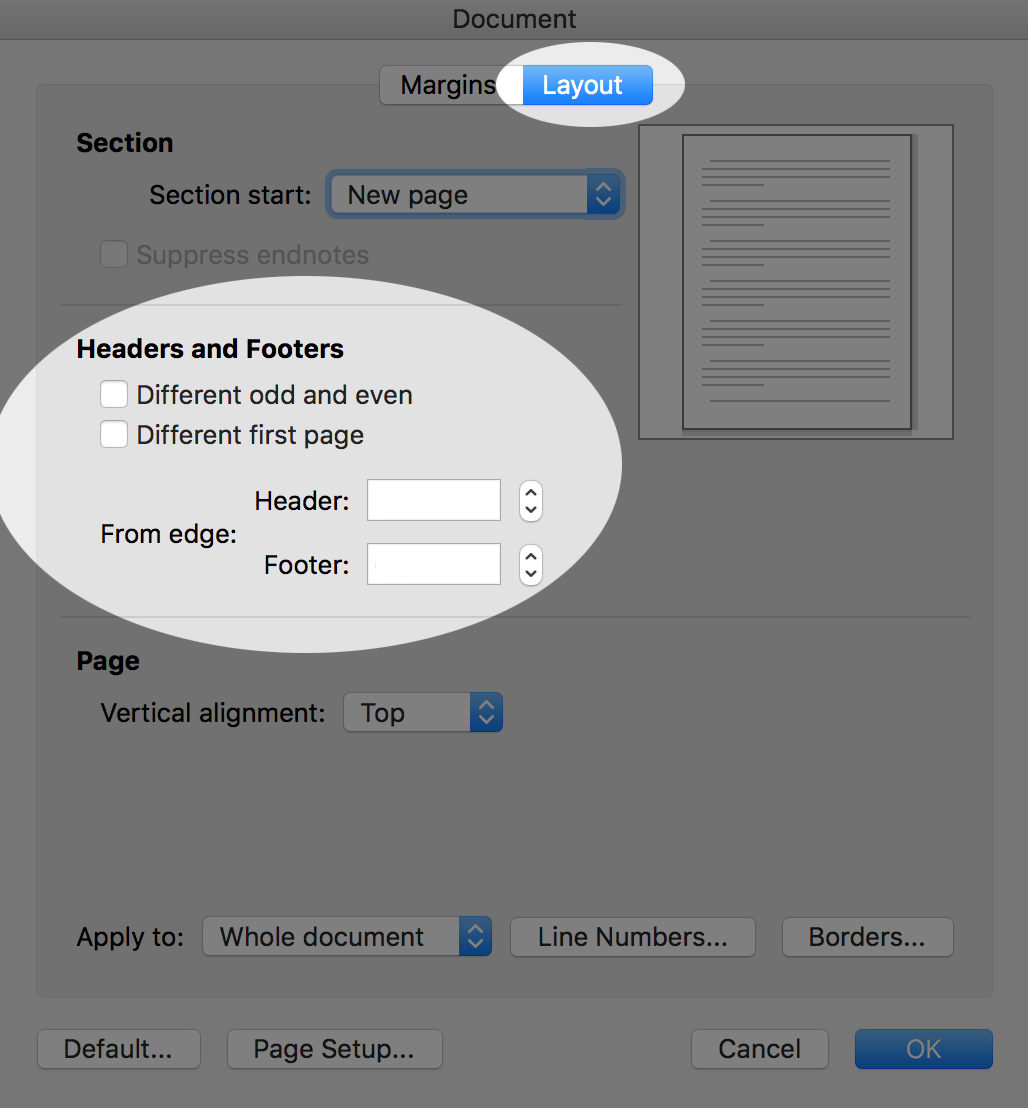 Document
Margins Layout
Section
Section start: New page
Suppress endnotes
Headers and Footers
Different odd and even
Different first page
Header:
From edge:
Footer:
Page
Vertical alignment: Top
Apply to: Whole document Line Numbers... Borders...
Default... Page Setup... Cancel OK